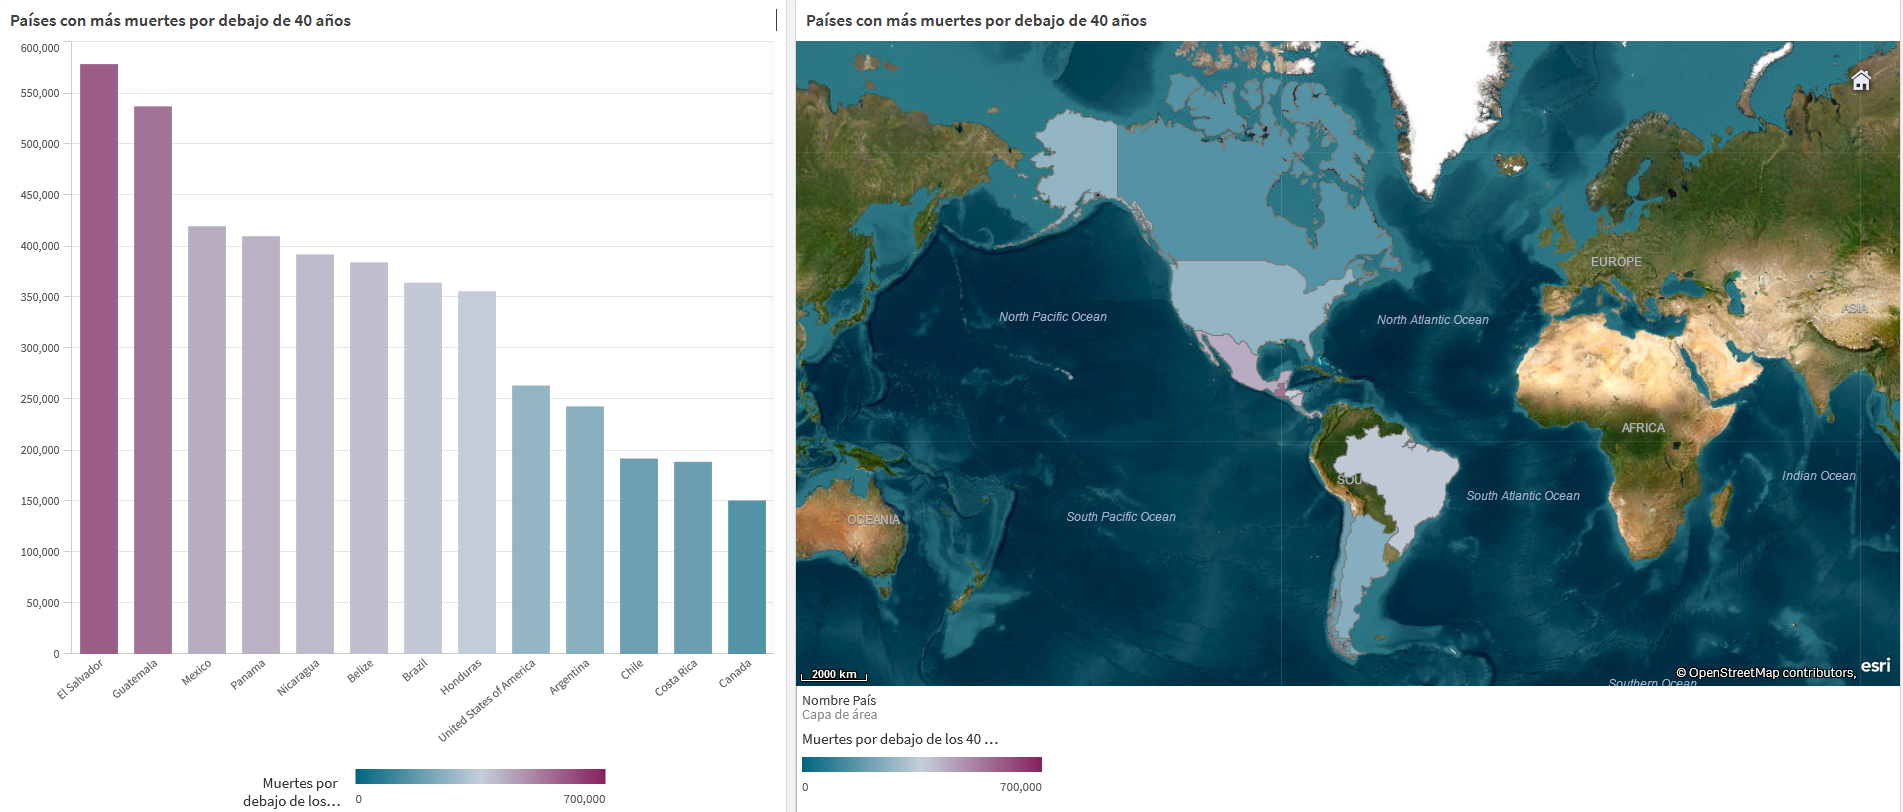 Países con más muertes por debajo de 40 años
600,000
550,000
500,000
450,000
400,000
350,000
300,000
250,000
200,000
150,000
100,000
50,000
0
El Salvador
Guatemala
Mexico
Panama
Nicaragua
Belize
Brazil
Honduras
United States of America
Argentina
Chile
Costa Rica
Canada
Muertes por
debajo de los...
0
700,000
Países con más muertes por debajo de 40 años
EUROPE
ASIA
North Pacific Ocean
North Atlantic Ocean
AFRICA
Indian Ocean
SOU
South Atlantic Ocean
South Pacific Ocean
OCEANIA
2000 km
© OpenStreetMap contributors,
esri
Southern Ocean
Nombre País
Capa de área
Muertes por debajo de los 40 ...
0
700,000